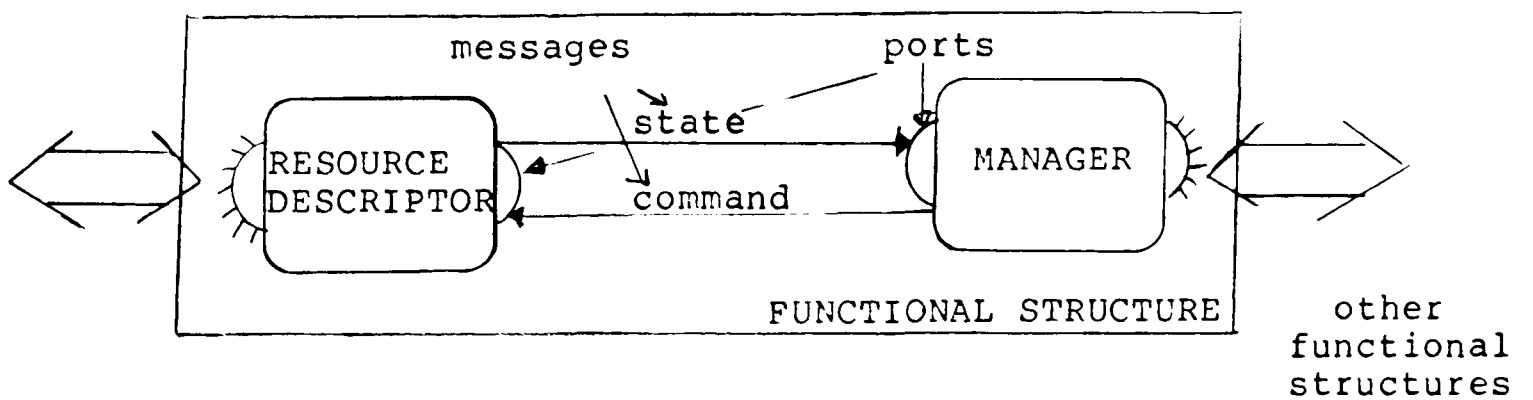 messages
ports
state
RESOURCE
DESCRIPTOR
MANAGER
command
FUNCTIONAL STRUCTURE
other
functional
structures